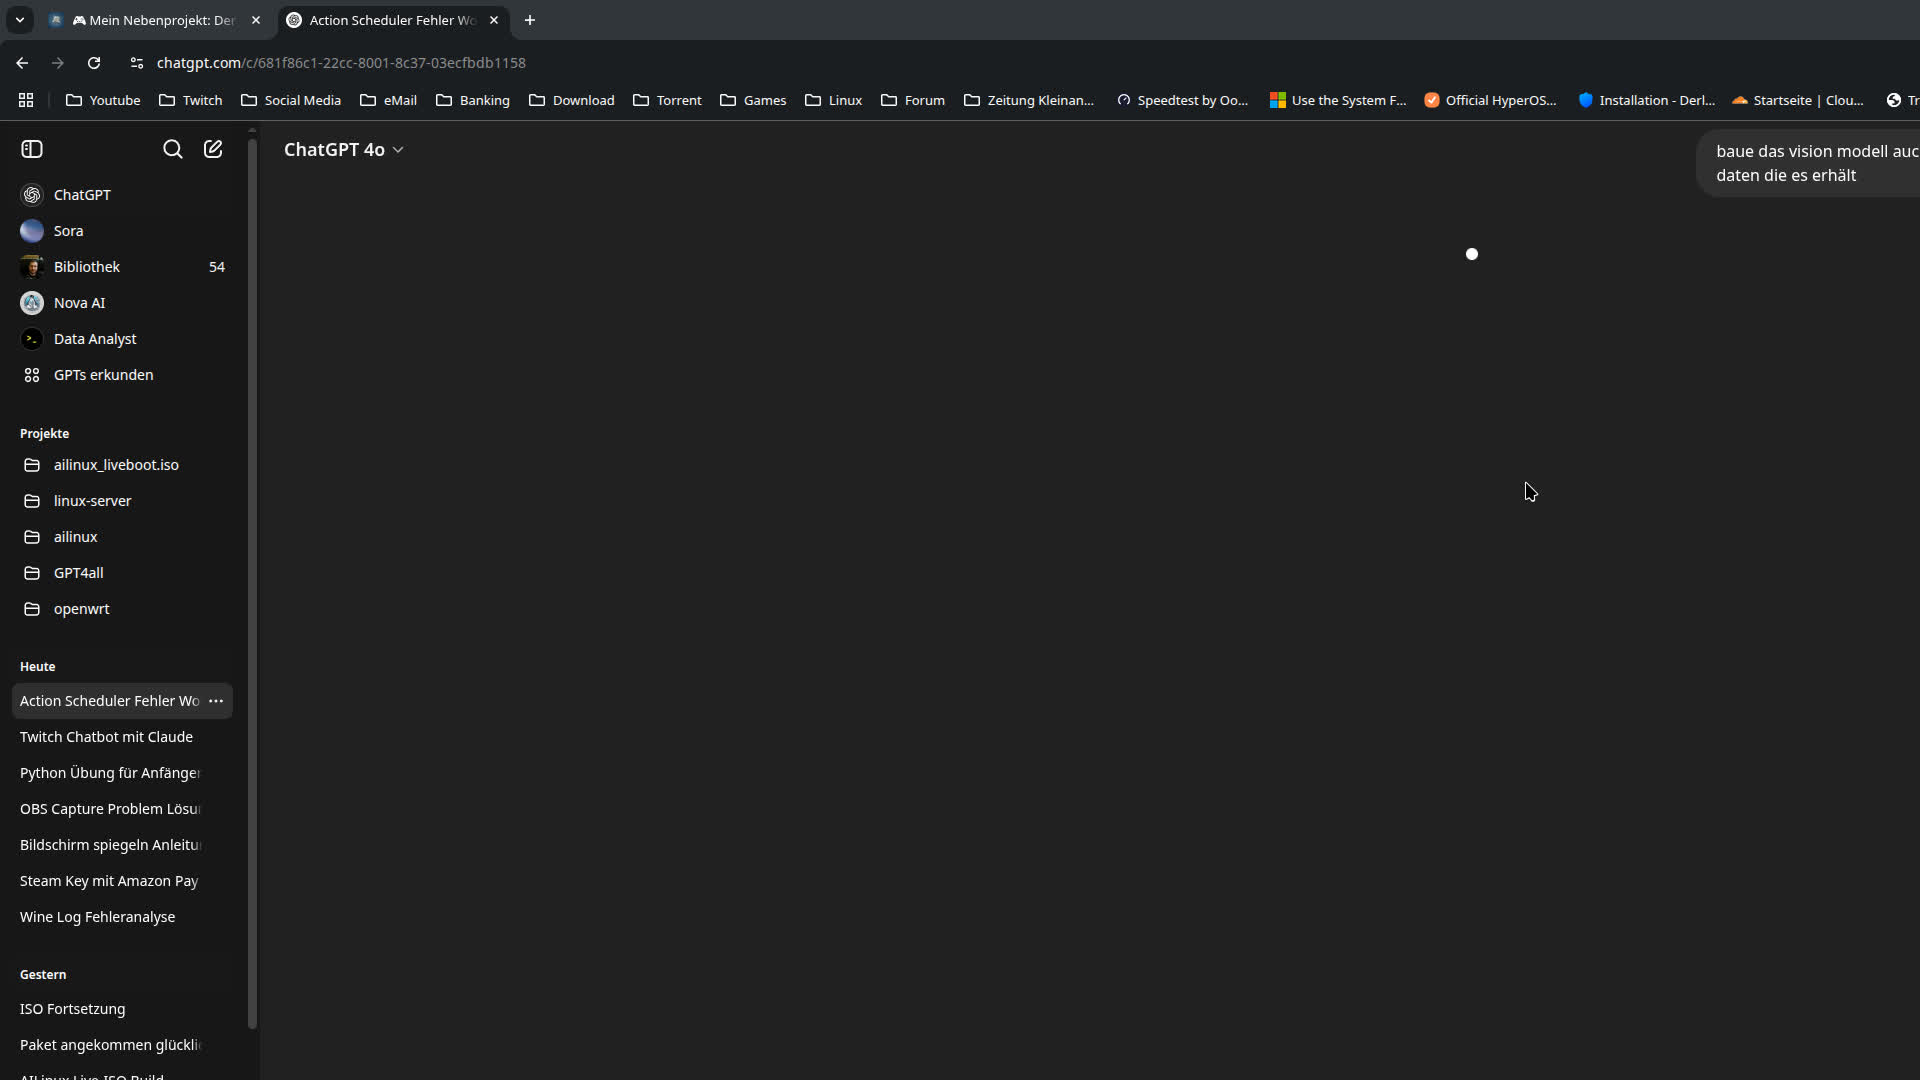 🎮 Mein Nebenprojekt: Der
Action Scheduler Fehler Wo
chatgpt.com/c/681f86c1-22cc-8001-8c37-03ecfbdb1158
Youtube
Twitch
Social Media
eMail
Banking
Download
Torrent
Games
Linux
Forum
Zeitung Kleinan...
Speedtest by Oo...
Use the System F...
Official HyperOS...
Installation - Derl...
Startseite | Clou...
Tr
ChatGPT 4o
baue das vision modell auc
daten die es erhält
ChatGPT
Sora
Bibliothek 54
Nova AI
Data Analyst
GPTs erkunden
Projekte
ailinux_liveboot.iso
linux-server
ailinux
GPT4all
openwrt
Heute
Action Scheduler Fehler Wo
Twitch Chatbot mit Claude
Python Übung für Anfänger
OBS Capture Problem Lösu
Bildschirm spiegeln Anleitu
Steam Key mit Amazon Pay
Wine Log Fehleranalyse
Gestern
ISO Fortsetzung
Paket angekommen glückli
AILinux Live ISO Build